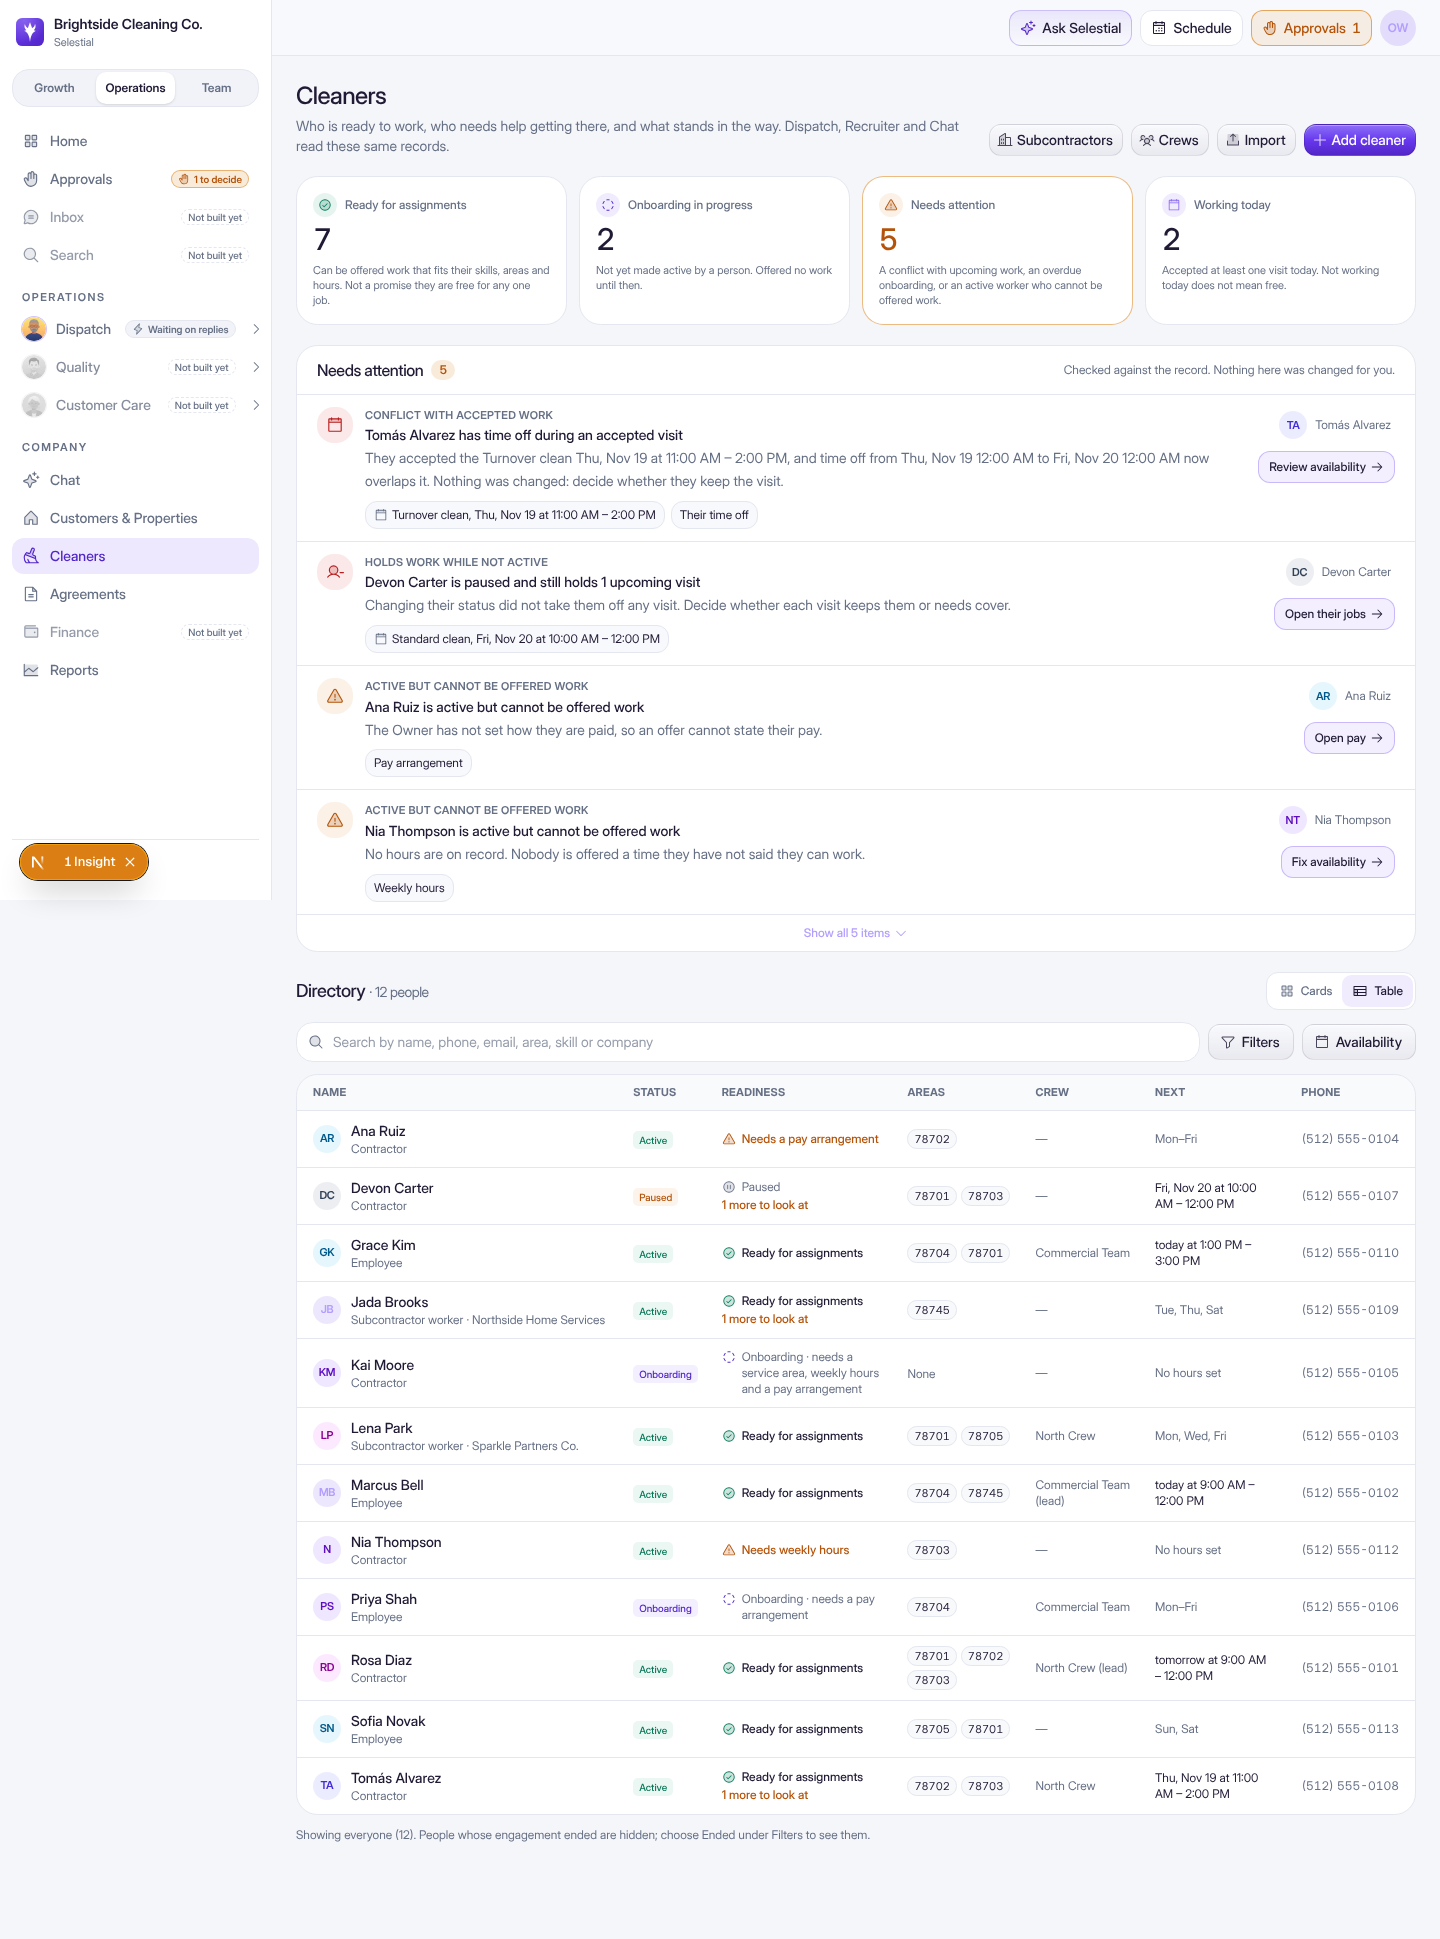 Brightside Cleaning Co.
Selestial
Growth
Operations
Team
Home
Approvals
1 to decide
Inbox
Not built yet
Search
Not built yet
OPERATIONS
Dispatch
Waiting on replies
Quality
Not built yet
Customer Care
Not built yet
COMPANY
Chat
Customers & Properties
Cleaners
Agreements
Finance
Not built yet
Reports
1 Insight
Ask Selestial
Schedule
Approvals 1
OW
Cleaners
Who is ready to work, who needs help getting there, and what stands in the way. Dispatch, Recruiter and Chat
read these same records.
Subcontractors
Crews
Import
Add cleaner
Ready for assignments
7
Can be offered work that fits their skills, areas and
hours. Not a promise they are free for any one
job.
Onboarding in progress
2
Not yet made active by a person. Offered no work
until then.
Needs attention
5
A conflict with upcoming work, an overdue
onboarding, or an active worker who cannot be
offered work.
Working today
2
Accepted at least one visit today. Not working
today does not mean free.
Needs attention 5
Checked against the record. Nothing here was changed for you.
CONFLICT WITH ACCEPTED WORK
Tomás Alvarez has time off during an accepted visit
They accepted the Turnover clean Thu, Nov 19 at 11:00 AM – 2:00 PM, and time off from Thu, Nov 19 12:00 AM to Fri, Nov 20 12:00 AM now
overlaps it. Nothing was changed: decide whether they keep the visit.
Turnover clean, Thu, Nov 19 at 11:00 AM – 2:00 PM
Their time off
TA Tomás Alvarez
Review availability
HOLDS WORK WHILE NOT ACTIVE
Devon Carter is paused and still holds 1 upcoming visit
Changing their status did not take them off any visit. Decide whether each visit keeps them or needs cover.
Standard clean, Fri, Nov 20 at 10:00 AM – 12:00 PM
DC Devon Carter
Open their jobs
ACTIVE BUT CANNOT BE OFFERED WORK
Ana Ruiz is active but cannot be offered work
The Owner has not set how they are paid, so an offer cannot state their pay.
Pay arrangement
AR Ana Ruiz
Open pay
ACTIVE BUT CANNOT BE OFFERED WORK
Nia Thompson is active but cannot be offered work
No hours are on record. Nobody is offered a time they have not said they can work.
Weekly hours
NT Nia Thompson
Fix availability
Show all 5 items
Directory · 12 people
Cards
Table
Search by name, phone, email, area, skill or company
Filters
Availability
NAME STATUS READINESS AREAS CREW NEXT PHONE
AR Ana Ruiz
Contractor
Active
Needs a pay arrangement
78702
—
Mon–Fri
(512) 555-0104
DC Devon Carter
Contractor
Paused
Paused
1 more to look at
78701 78703
—
Fri, Nov 20 at 10:00
AM – 12:00 PM
(512) 555-0107
GK Grace Kim
Employee
Active
Ready for assignments
78704 78701
Commercial Team
today at 1:00 PM –
3:00 PM
(512) 555-0110
JB Jada Brooks
Subcontractor worker · Northside Home Services
Active
Ready for assignments
1 more to look at
78745
—
Tue, Thu, Sat
(512) 555-0109
KM Kai Moore
Contractor
Onboarding
Onboarding · needs a
service area, weekly hours
and a pay arrangement
None
—
No hours set
(512) 555-0105
LP Lena Park
Subcontractor worker · Sparkle Partners Co.
Active
Ready for assignments
78701 78705
North Crew
Mon, Wed, Fri
(512) 555-0103
MB Marcus Bell
Employee
Active
Ready for assignments
78704 78745
Commercial Team
(lead)
today at 9:00 AM –
12:00 PM
(512) 555-0102
N Nia Thompson
Contractor
Active
Needs weekly hours
78703
—
No hours set
(512) 555-0112
PS Priya Shah
Employee
Onboarding
Onboarding · needs a pay
arrangement
78704
Commercial Team
Mon–Fri
(512) 555-0106
RD Rosa Diaz
Contractor
Active
Ready for assignments
78701 78702
78703
North Crew (lead)
tomorrow at 9:00 AM
– 12:00 PM
(512) 555-0101
SN Sofia Novak
Employee
Active
Ready for assignments
78705 78701
—
Sun, Sat
(512) 555-0113
TA Tomás Alvarez
Contractor
Active
Ready for assignments
1 more to look at
78702 78703
North Crew
Thu, Nov 19 at 11:00
AM – 2:00 PM
(512) 555-0108
Showing everyone (12). People whose engagement ended are hidden; choose Ended under Filters to see them.